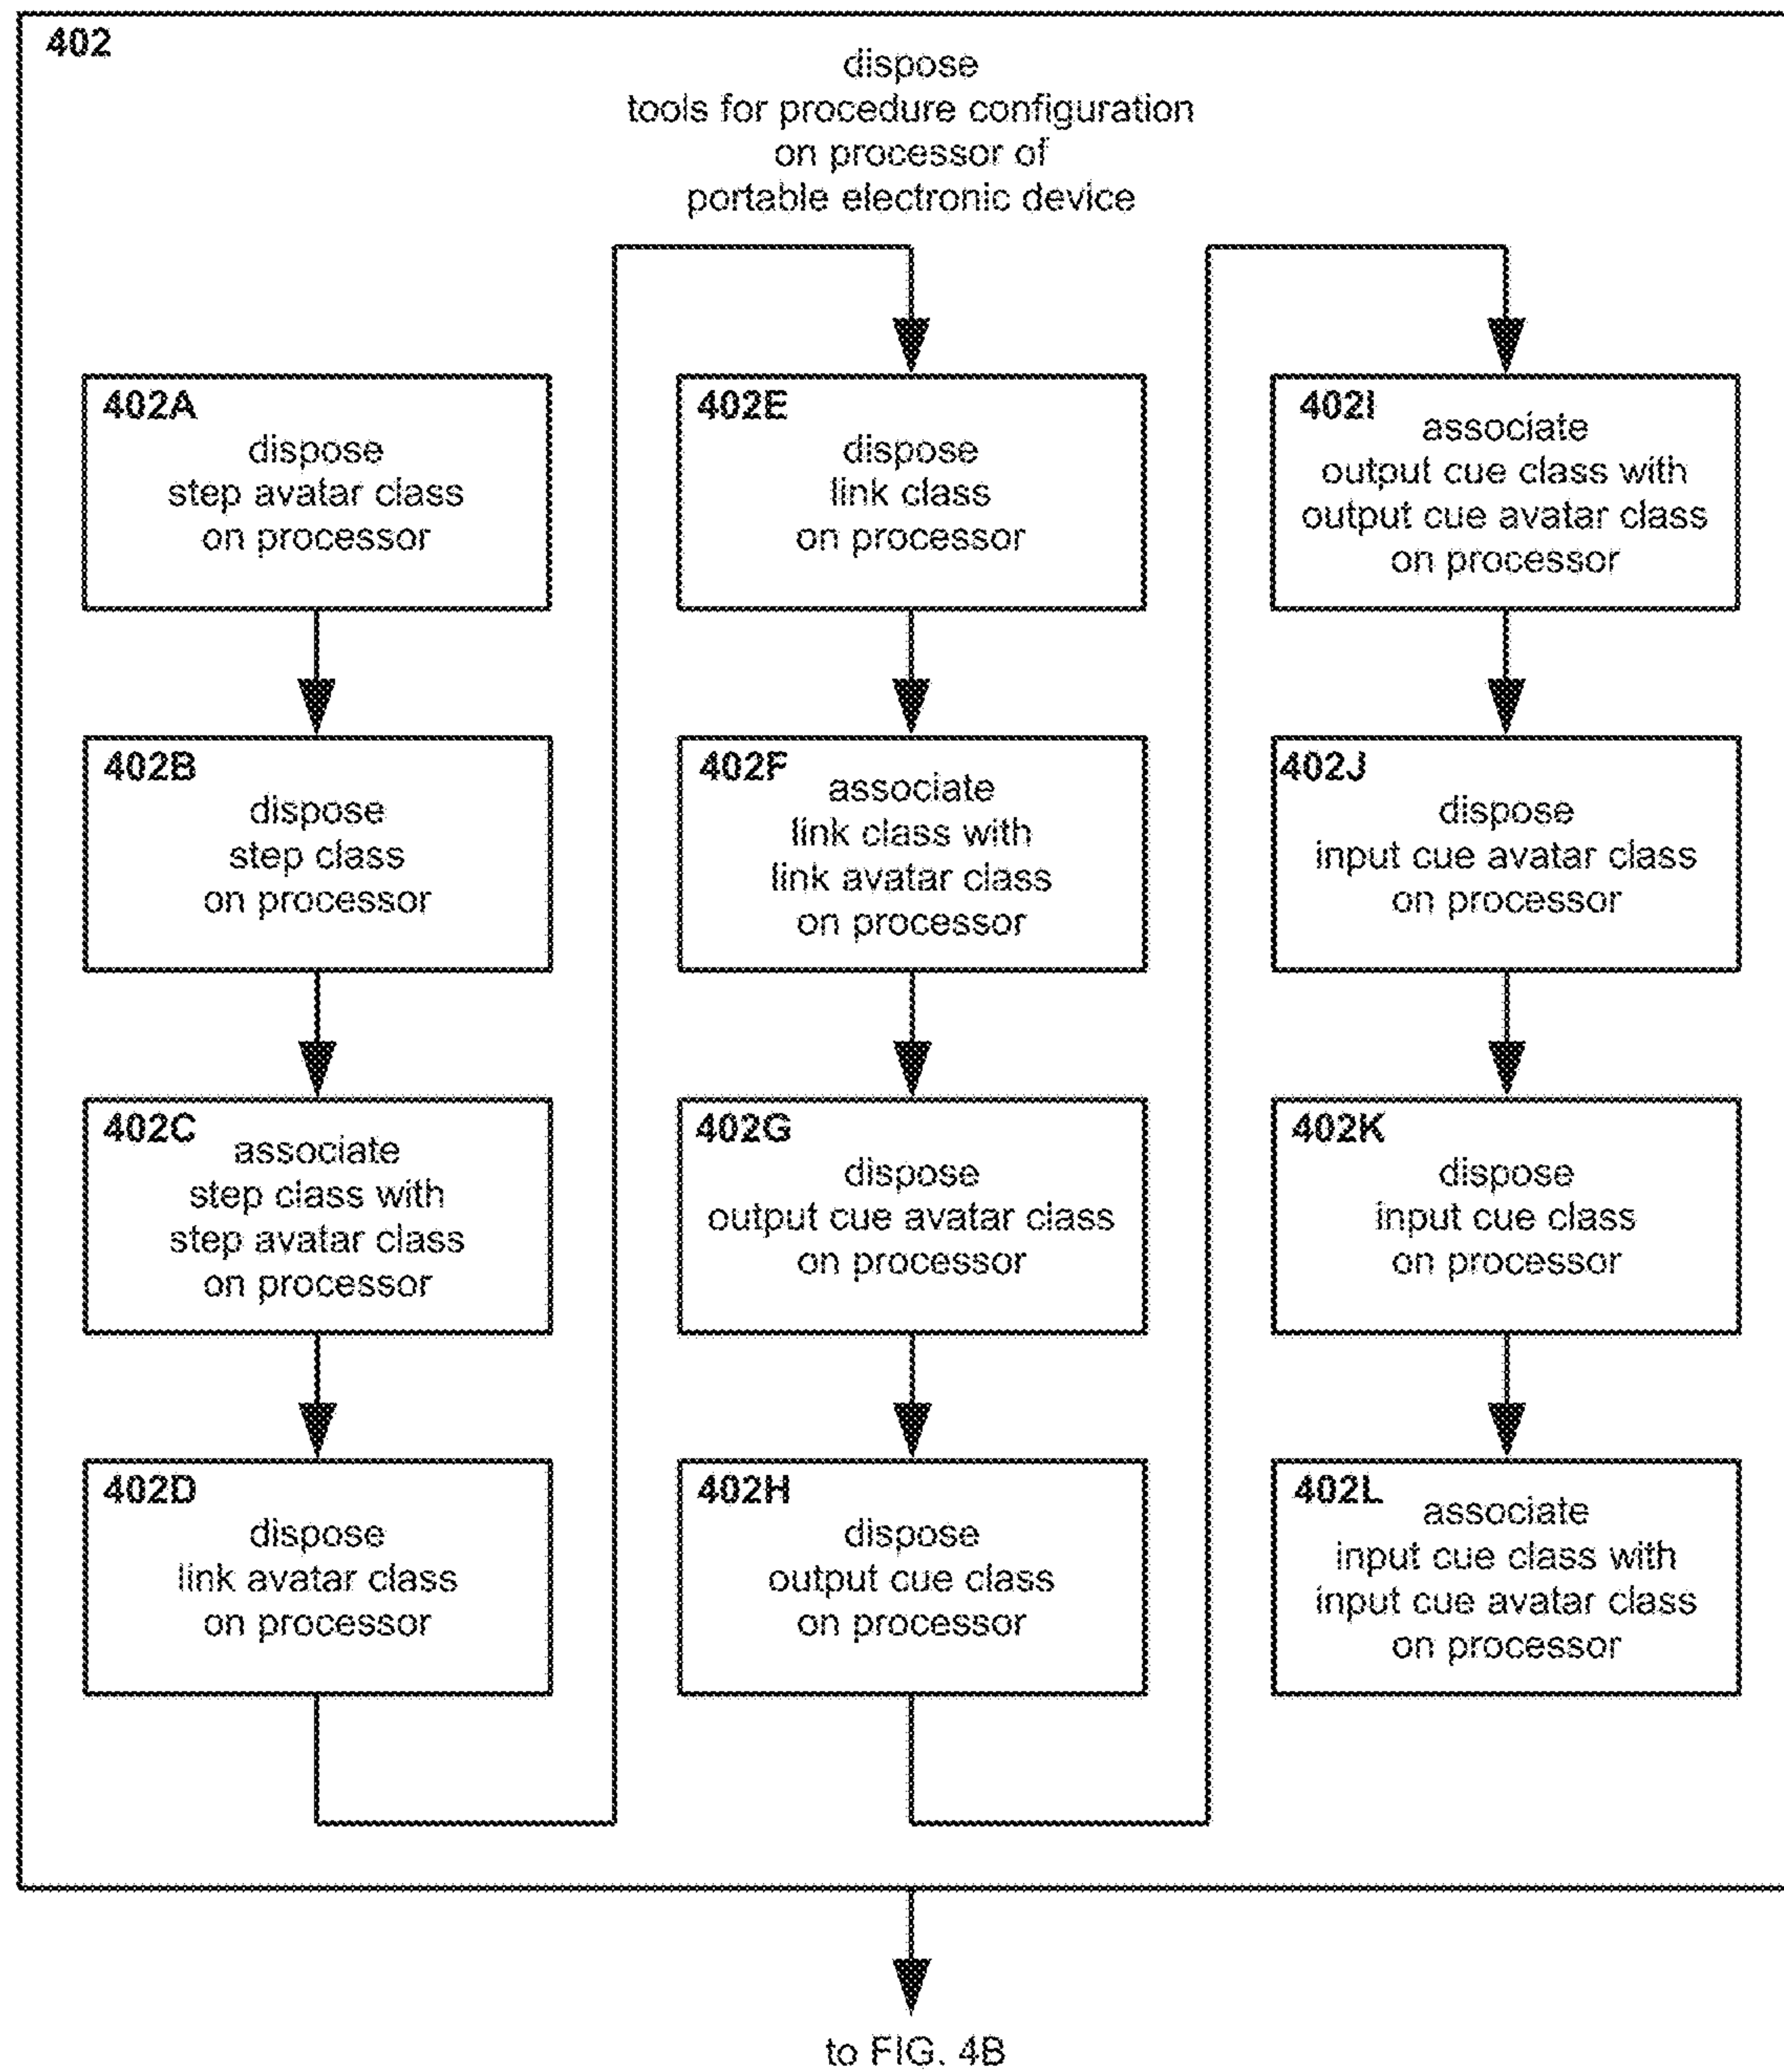 402
dispose
tools for procedure configuration
on processor of
portable electronic device
402A
dispose
step avatar class
on processor
402B
dispose
step class
on processor
402C
associate
step class with
step avatar class
on processor
402D
dispose
link avatar class
on processor
402E
dispose
link class
on processor
402F
associate
link class with
link avatar class
on processor
402G
dispose
output cue avatar class
on processor
402H
dispose
output cue class
on processor
402I
associate
output cue class with
output cue avatar class
on processor
402J
dispose
input cue avatar class
on processor
402K
dispose
input cue class
on processor
402L
associate
input cue class with
input cue avatar class
on processor
to FIG. 4B